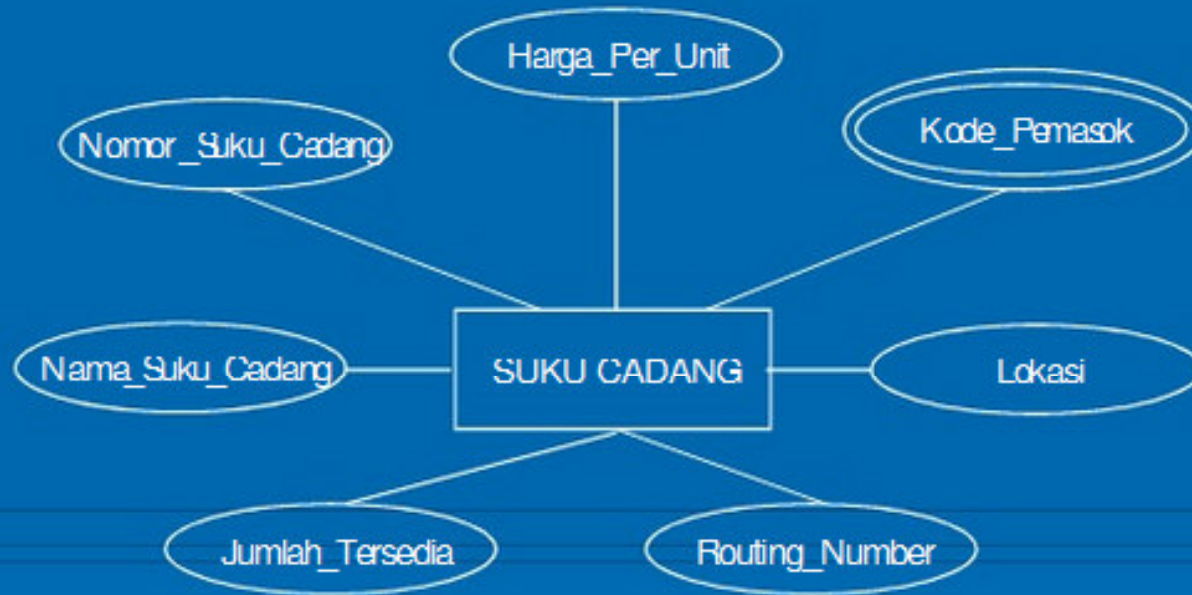 Harga_Per_Unit
Nomor_Suku_Cadang
Kode_Pemasok
Nama_Suku_Cadang
SUKU CADANG
Lokasi
Jumlah_Tersedia
Routing_Number